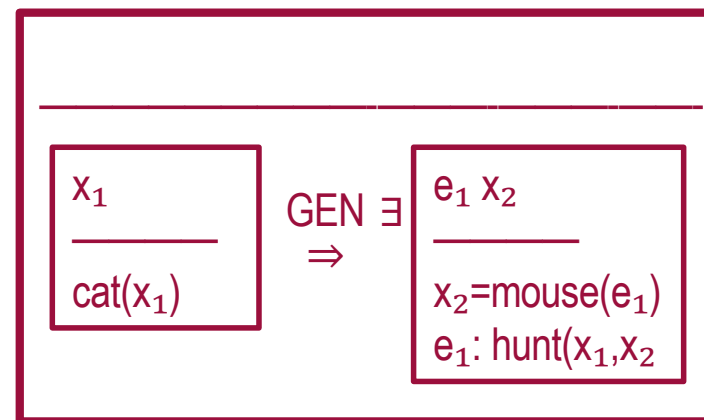 x₁
cat(x₁)
GEN ∃
⇒
e₁ x₂
x₂=mouse(e₁)
e₁: hunt(x₁,x₂